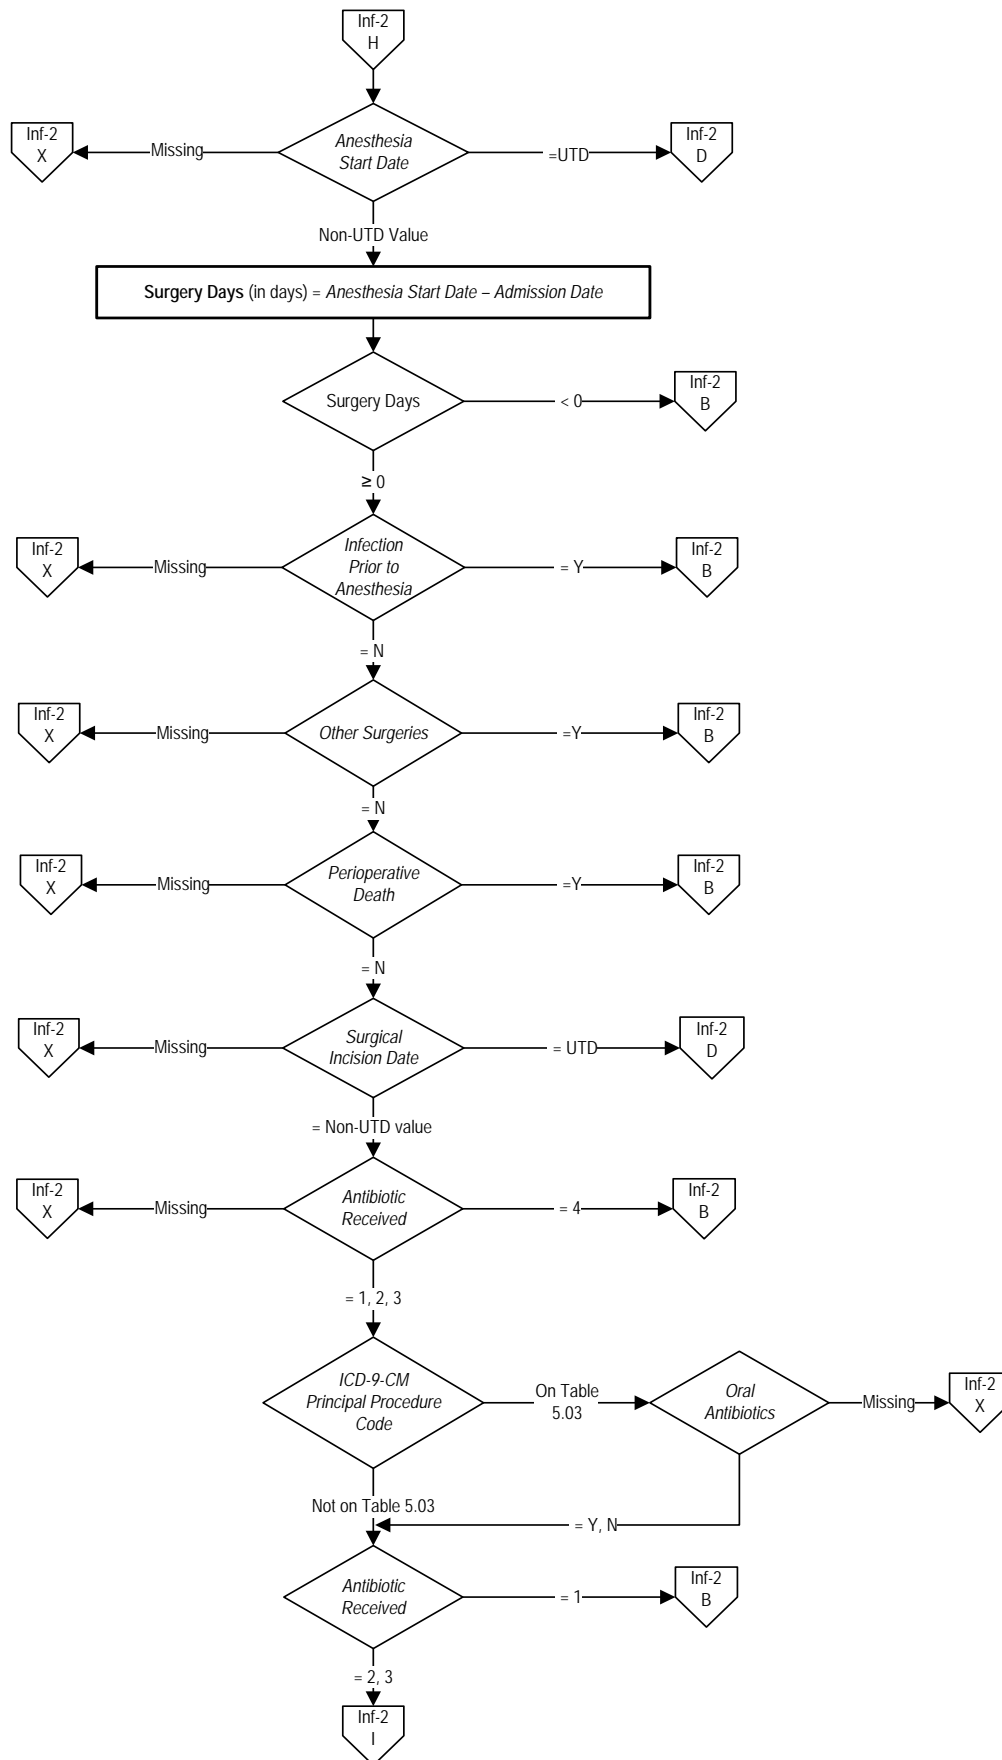 Inf-2
H
Inf-2
X
Missing
Anesthesia
Start Date
=UTD
Inf-2
D
Non-UTD Value
Surgery Days (in days) = Anesthesia Start Date – Admission Date
Surgery Days
< 0
Inf-2
B
≥ 0
Inf-2
X
Missing
Infection
Prior to
Anesthesia
= Y
Inf-2
B
= N
Inf-2
X
Missing
Other Surgeries
=Y
Inf-2
B
= N
Inf-2
X
Missing
Perioperative
Death
=Y
Inf-2
B
= N
Inf-2
X
Missing
Surgical
Incision Date
= UTD
Inf-2
D
= Non-UTD value
Inf-2
X
Missing
Antibiotic
Received
= 4
Inf-2
B
= 1, 2, 3
ICD-9-CM
Principal Procedure
Code
On Table
5.03
Oral
Antibiotics
Missing
Inf-2
X
Not on Table 5.03
= Y, N
Antibiotic
Received
= 1
Inf-2
B
= 2, 3
Inf-2
I